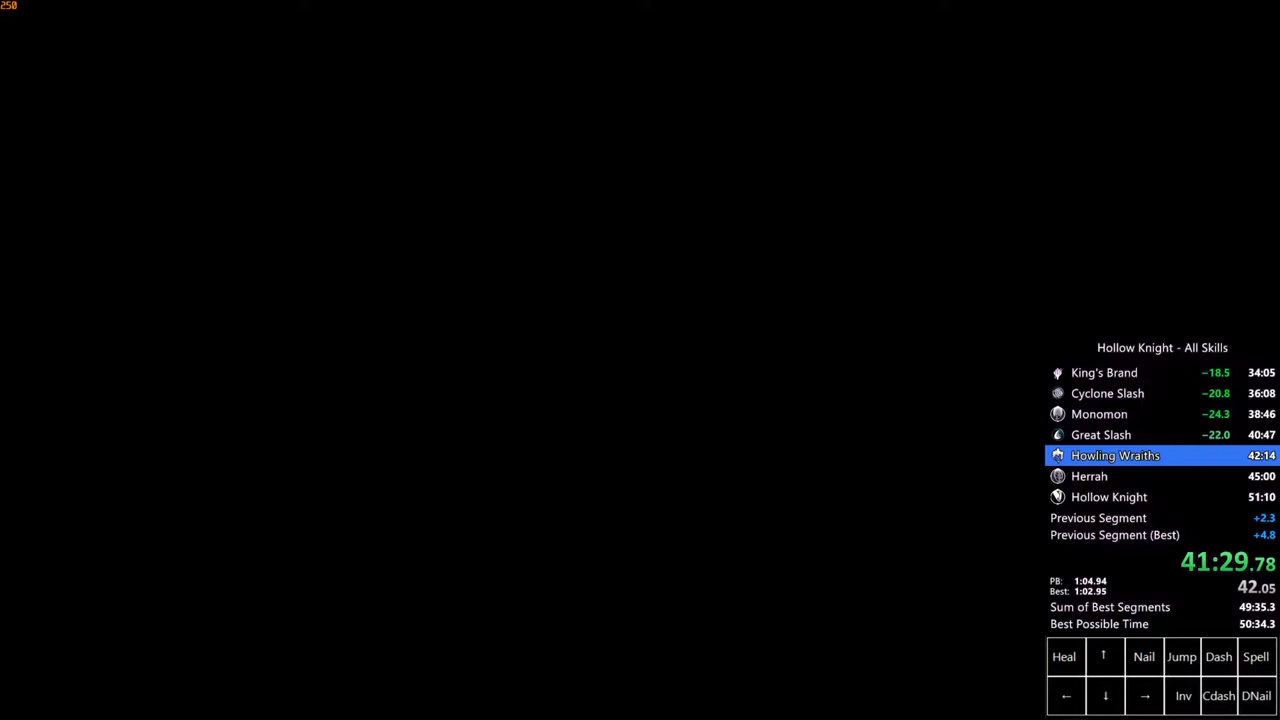 250
Hollow Knight - All Skills
King's Brand −18.5 34:05
Cyclone Slash −20.8 36:08
Monomon −24.3 38:46
Great Slash −22.0 40:47
Howling Wraiths 42:14
Herrah 45:00
Hollow Knight 51:10
Previous Segment +2.3
Previous Segment (Best) +4.8
41:29.78
PB: 1:04.94
Best: 1:02.95
42.05
Sum of Best Segments 49:35.3
Best Possible Time 50:34.3
Heal ↑ Nail Jump Dash Spell
← ↓ → Inv Cdash DNail